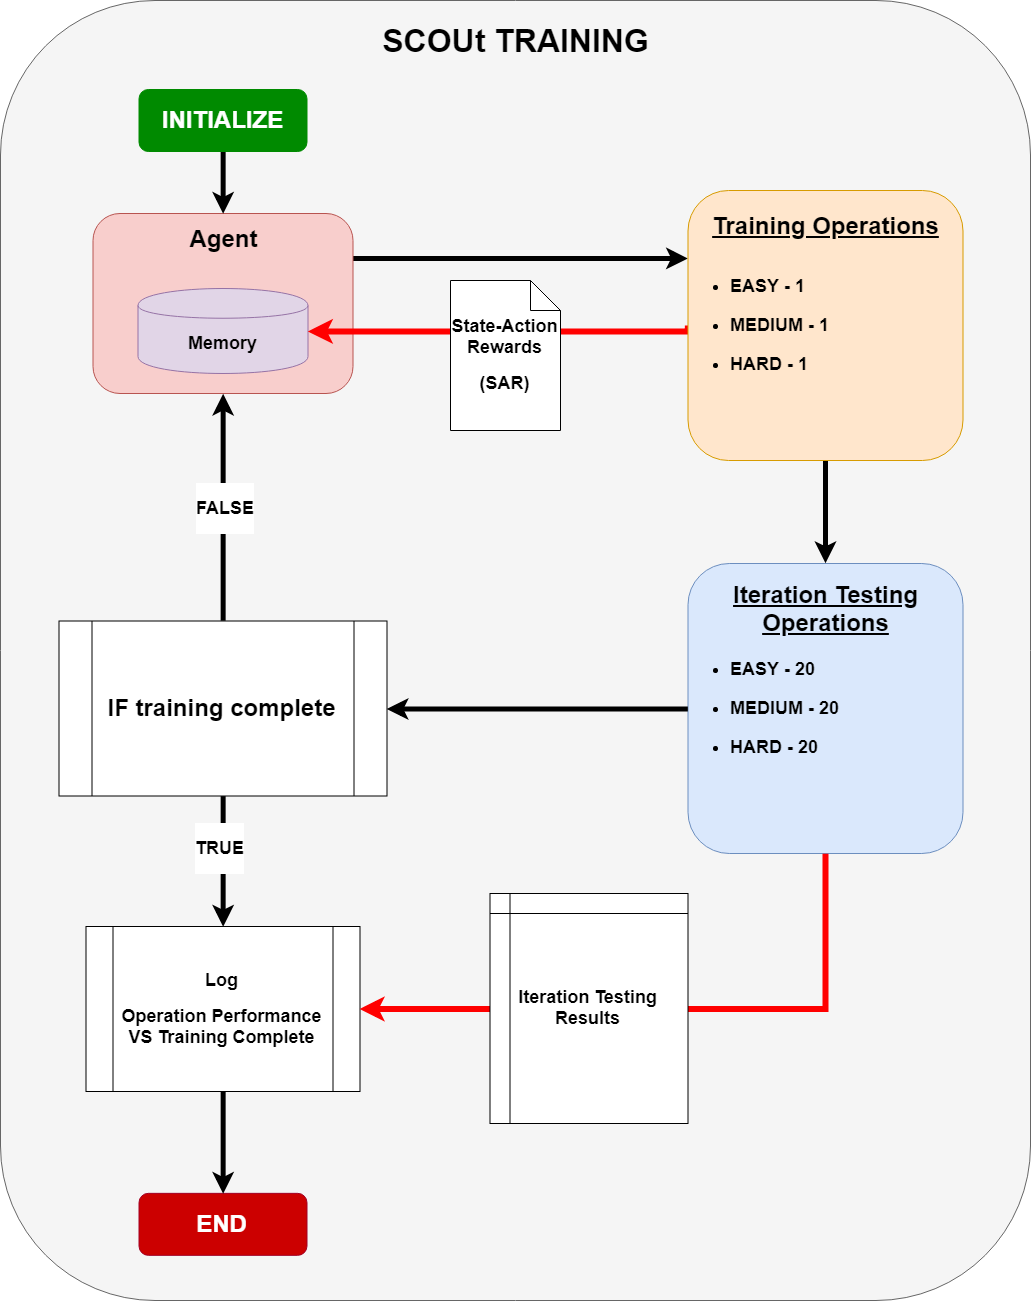 SCOUt TRAINING
INITIALIZE
Agent
Memory
Training Operations
EASY - 1
MEDIUM - 1
HARD - 1
State-Action
Rewards
(SAR)
FALSE
Iteration Testing
Operations
EASY - 20
MEDIUM - 20
HARD - 20
IF training complete
TRUE
Log
Operation Performance
VS Training Complete
Iteration Testing
Results
END